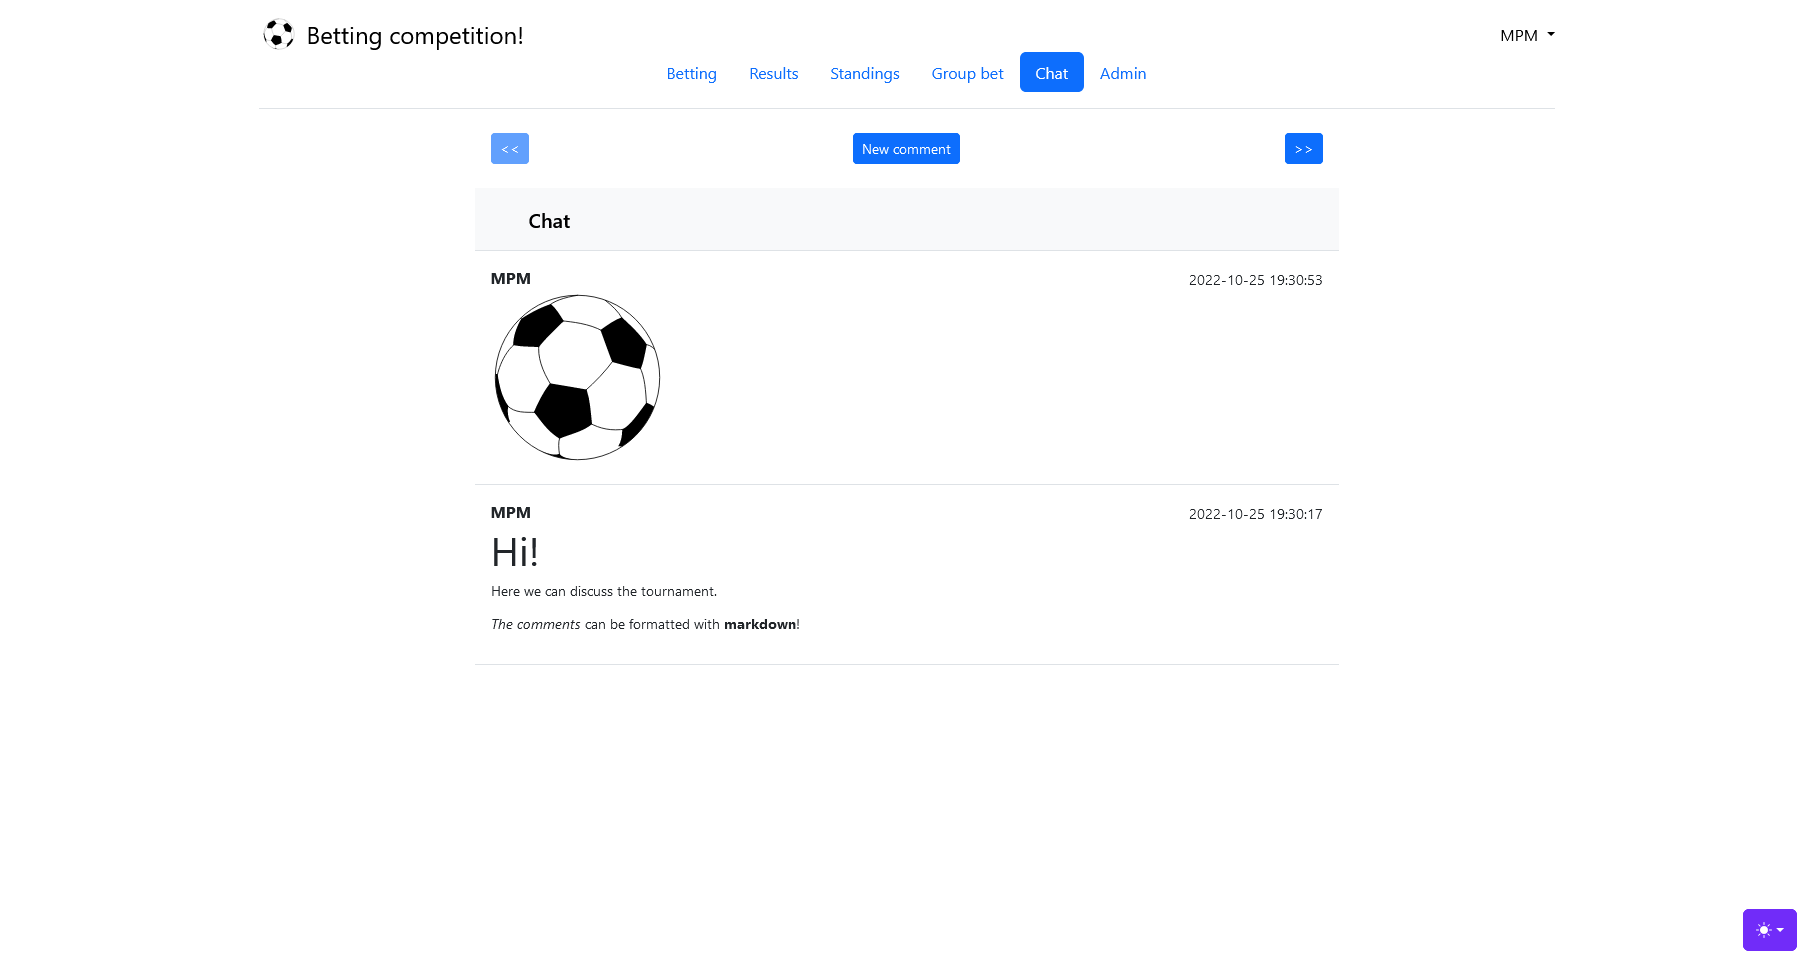 Betting competition!
MPM
Betting Results Standings Group bet Chat Admin
<< New comment >>
Chat
MPM 2022-10-25 19:30:53
MPM 2022-10-25 19:30:17
Hi!
Here we can discuss the tournament.
The comments can be formatted with markdown!